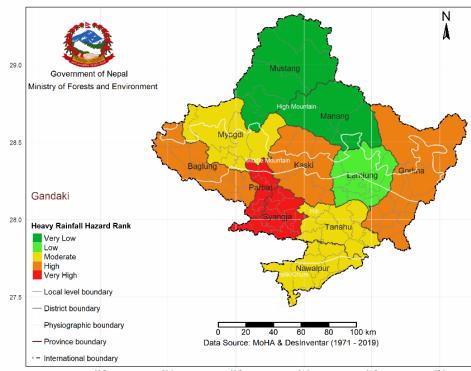 Government of Nepal
Ministry of Forests and Environment
N
29.0
28.5
28.0
27.5
Mustang
High Mountain
Manang
Myagdi
Baglung
Kaski
Lamjung
Gorkha
Parbat
Syangja
Tanahu
Nawalpur
Gandaki
Heavy Rainfall Hazard Rank
Very Low
Low
Moderate
High
Very High
Local level boundary
District boundary
Physiographic boundary
Province boundary
International boundary
0 20 40 60 80 100 km
Data Source: MoHA & DesInventar (1971 - 2019)